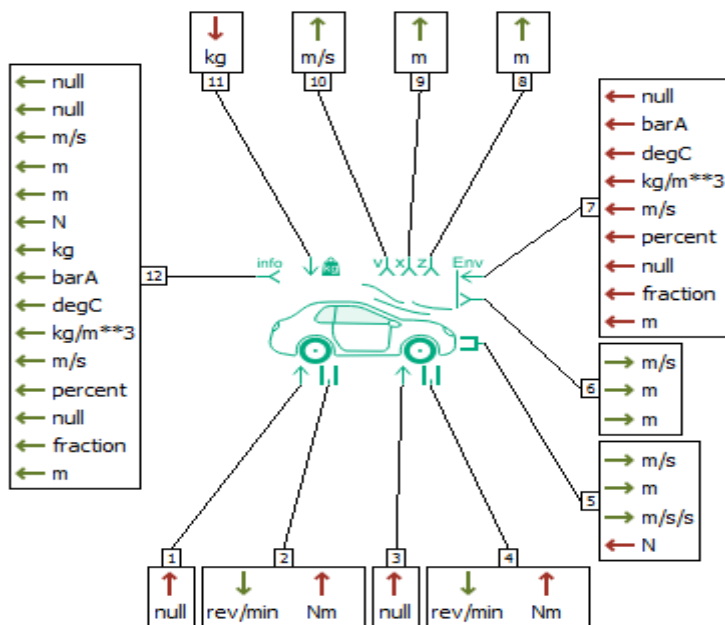 kg
m/s
m
m
11
10
9
8
null
null
m/s
m
m
N
kg
barA
degC
kg/m**3
m/s
percent
null
fraction
m
12
null
barA
degC
kg/m**3
m/s
percent
null
fraction
m
7
info
kg
v
x
z
Env
m/s
m
m
6
m/s
m
m/s/s
N
5
1
2
3
4
null
rev/min Nm
null
rev/min Nm